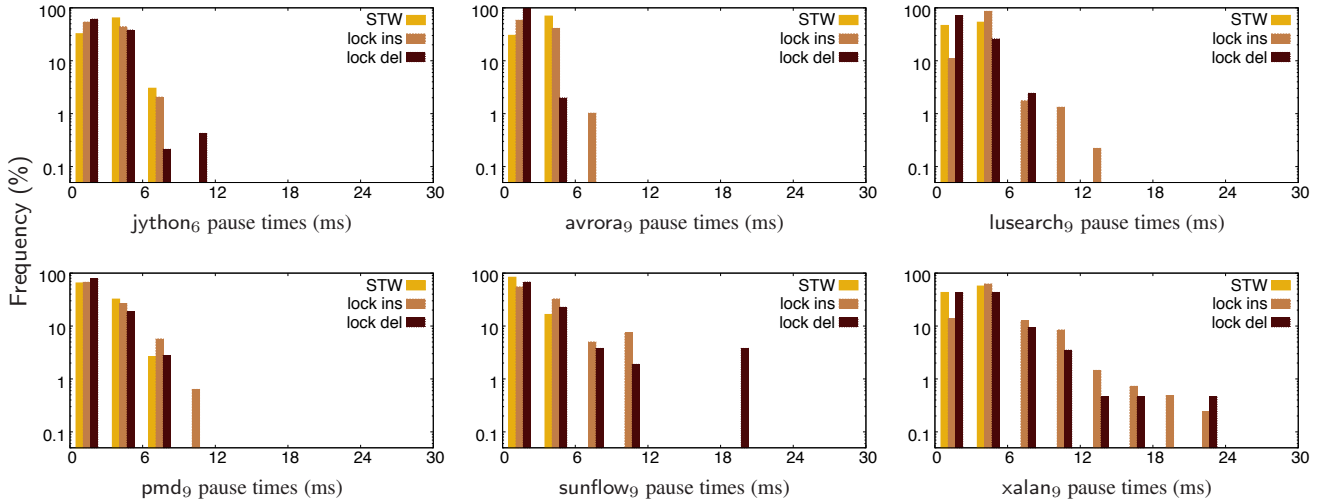 Frequency (%)
100
10
1
0.1
0 6 12 18 24 30
STW
lock ins
lock del
jython6 pause times (ms)
100
10
1
0.1
0 6 12 18 24 30
STW
lock ins
lock del
avrora9 pause times (ms)
100
10
1
0.1
0 6 12 18 24 30
STW
lock ins
lock del
lusearch9 pause times (ms)
100
10
1
0.1
0 6 12 18 24 30
STW
lock ins
lock del
pmd9 pause times (ms)
100
10
1
0.1
0 6 12 18 24 30
STW
lock ins
lock del
sunflow9 pause times (ms)
100
10
1
0.1
0 6 12 18 24 30
STW
lock ins
lock del
xalan9 pause times (ms)